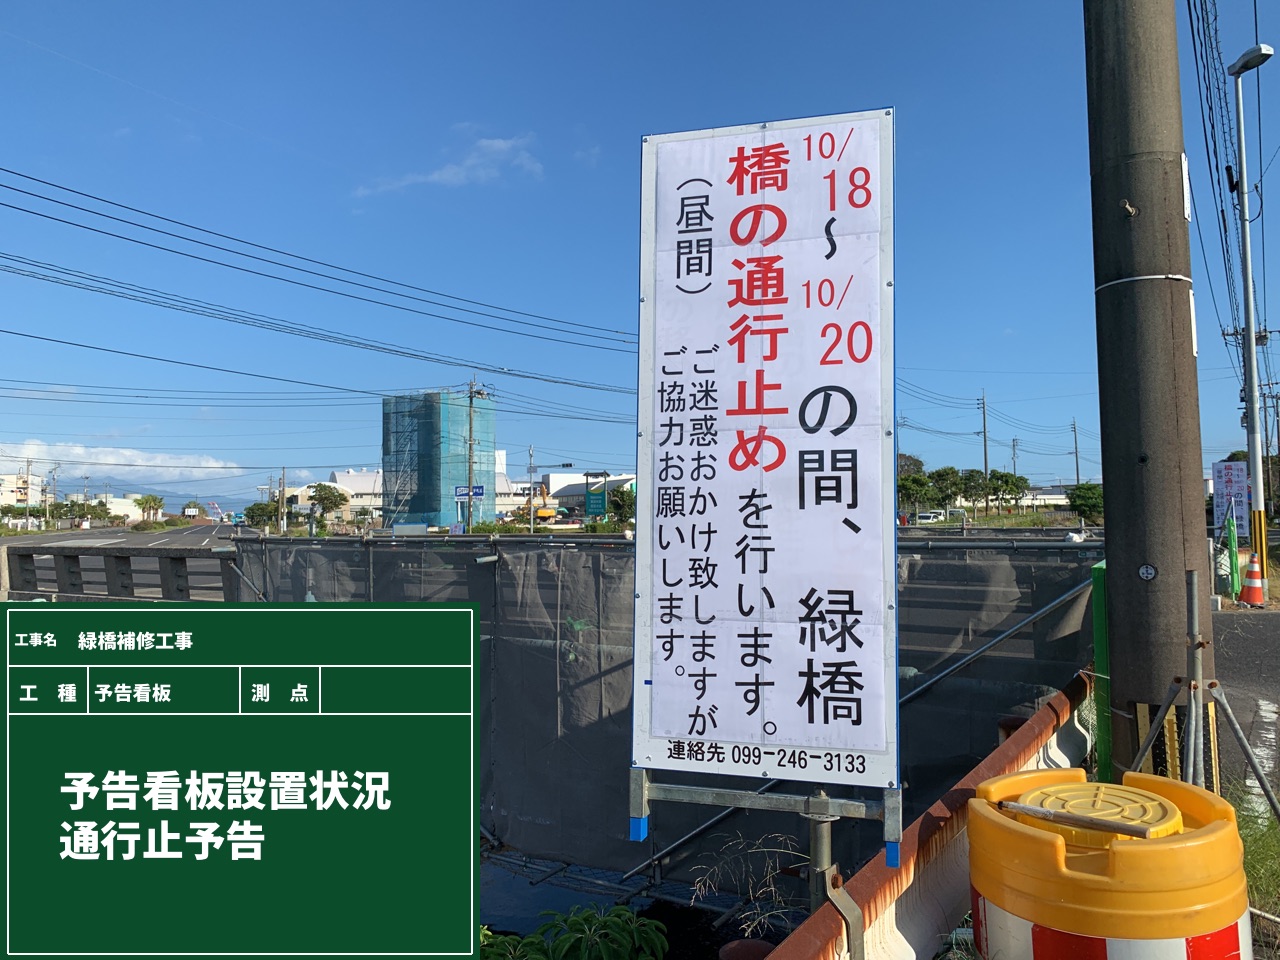 10/18〜10/20の間、緑橋
橋の通行止めを行います。
（昼間）
ご迷惑おかけ致しますが
ご協力お願いします。
連絡先 099-246-3133
工事名 緑橋補修工事
工 種 予告看板 測 点
予告看板設置状況
通行止予告